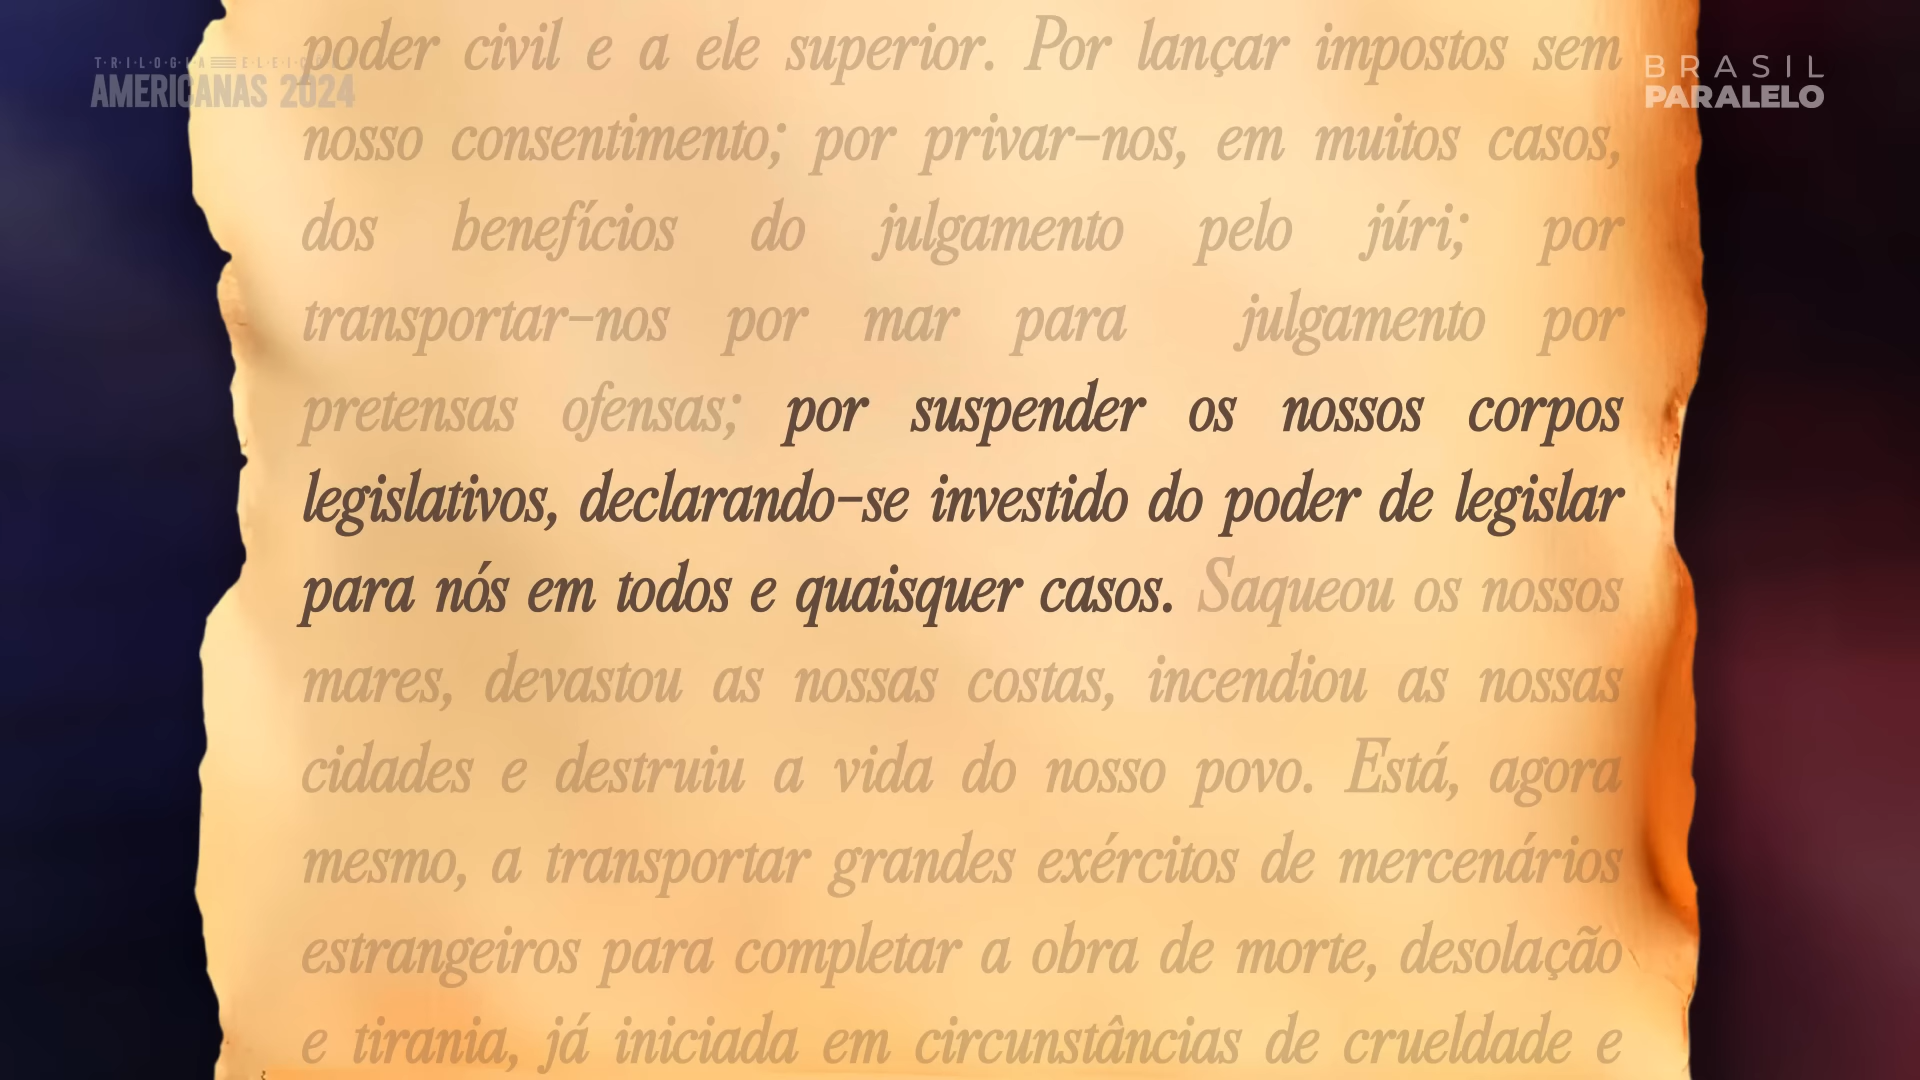 poder civil e a ele superior. Por lançar impostos sem
TRILOGIA ELEIÇÕES
AMERICANAS 2024
BRASIL
PARALELO
nosso consentimento; por privar-nos, em muitos casos,
dos benefícios do julgamento pelo júri; por
transportar-nos por mar para julgamento por
pretensas ofensas; por suspender os nossos corpos
legislativos, declarando-se investido do poder de legislar
para nós em todos e quaisquer casos. Saqueou os nossos
mares, devastou as nossas costas, incendiou as nossas
cidades e destruiu a vida do nosso povo. Está, agora
mesmo, a transportar grandes exércitos de mercenários
estrangeiros para completar a obra de morte, desolação
e tirania, já iniciada em circunstâncias de crueldade e